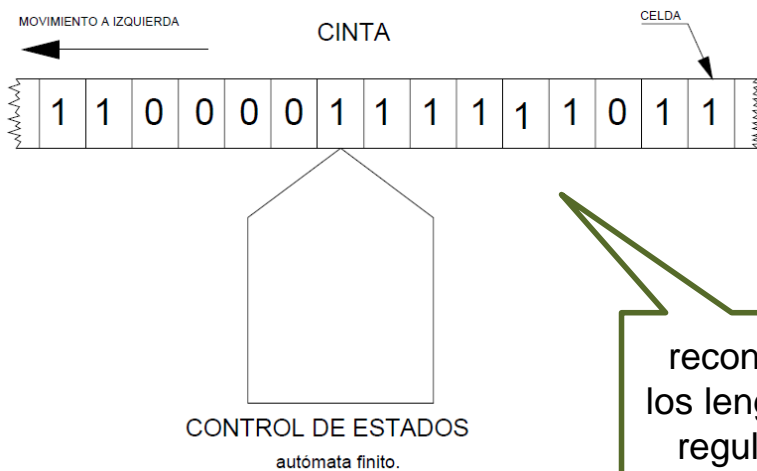 MOVIMIENTO A IZQUIERDA
CINTA
CELDA
1 1 0 0 0 0 1 1 1 1 1 1 0 1 1
CONTROL DE ESTADOS
autómata finito.
recon
los leng
regul